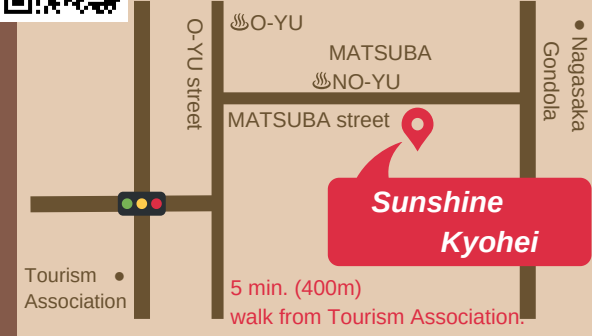 ♨O-YU
O-YU street
MATSUBA
♨NO-YU
MATSUBA street
● Nagasaka
Gondola
Sunshine
Kyohei
Tourism ●
Association
5 min. (400m)
walk from Tourism Association.